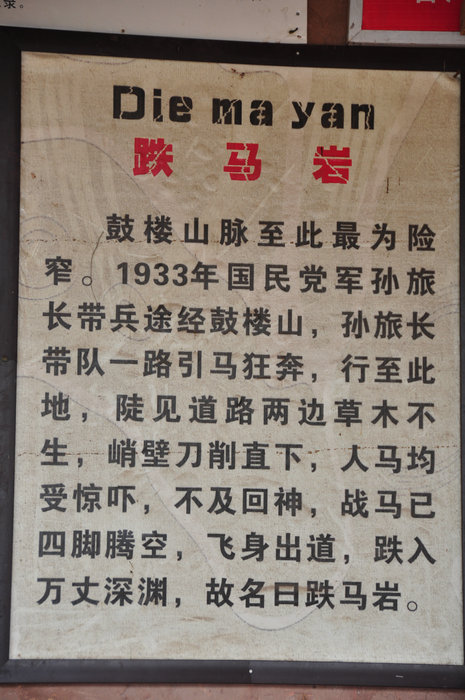 录。
Die ma yan
跌马岩
鼓楼山脉至此最为险
窄。1933年国民党军孙旅
长带兵途经鼓楼山，孙旅长
带队一路引马狂奔，行至此
地，陡见道路两边草木不
生，峭壁刀削直下，人马均
受惊吓，不及回神，战马已
四脚腾空，飞身出道，跌入
万丈深渊，故名曰跌马岩。